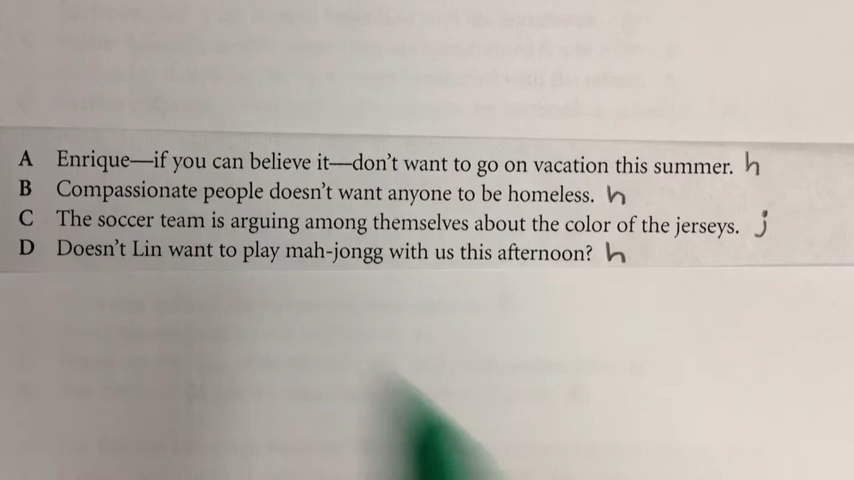 A Enrique—if you can believe it—don't want to go on vacation this summer. h
B Compassionate people doesn't want anyone to be homeless. h
C The soccer team is arguing among themselves about the color of the jerseys. j
D Doesn't Lin want to play mah-jongg with us this afternoon? h